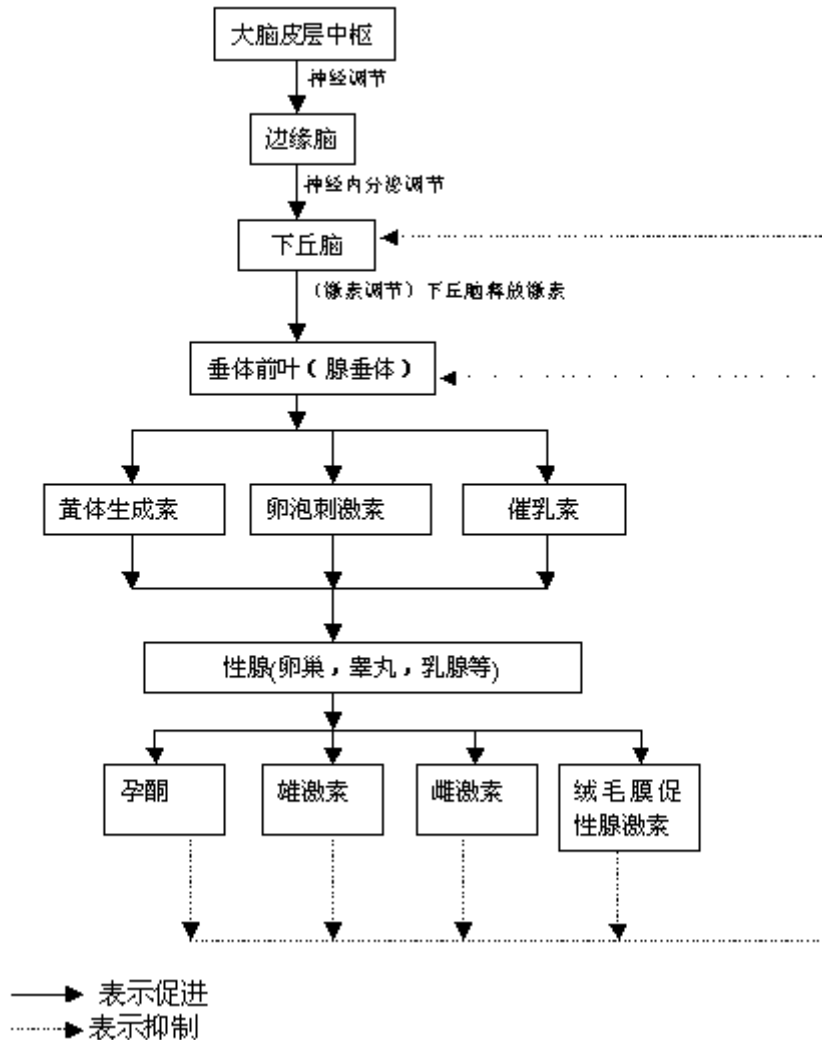 大脑皮层中枢
神经调节
边缘脑
神经内分泌调节
下丘脑
（激素调节）下丘脑释放激素
垂体前叶（腺垂体）
黄体生成素
卵泡刺激素
催乳素
性腺(卵巢，睾丸，乳腺等)
孕酮
雄激素
雌激素
绒毛膜促
性腺激素
表示促进
表示抑制